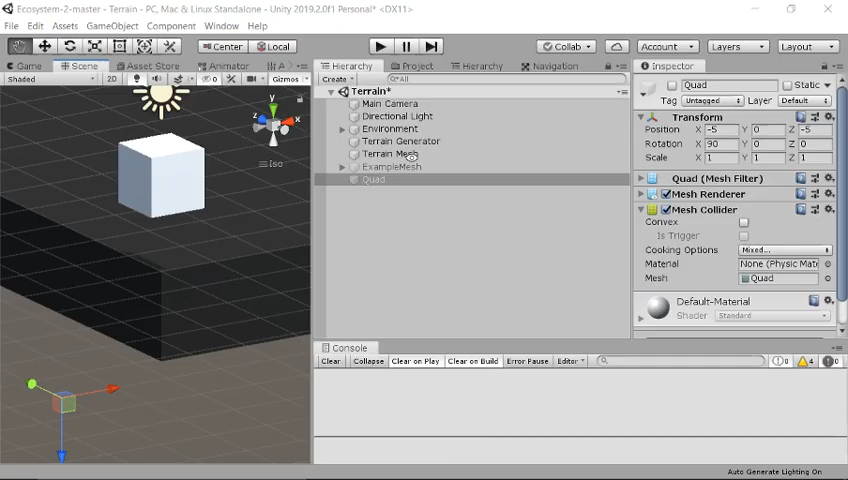 Ecosystem-2-master - Terrain - PC, Mac & Linux Standalone - Unity 2019.2.0f1 Personal* <DX11>
File Edit Assets GameObject Component Window Help
Center Local Collab Account Layers Layout
Game Scene Asset Store Animator A Hierarchy Project Hierarchy Navigation Inspector
Shaded 2D 0 Gizmos Create All
Quad Static
Tag Untagged Layer Default
Terrain*
Main Camera
Directional Light
Environment
Terrain Generator
Terrain Mesh
ExampleMesh
Quad
y
z x
Iso
Transform
Position X -5 Y 0 Z -5
Rotation X 90 Y 0 Z 0
Scale X 1 Y 1 Z 1
Quad (Mesh Filter)
Mesh Renderer
Mesh Collider
Convex
Is Trigger
Cooking Options Mixed...
Material None (Physic Mate
Mesh Quad
Default-Material
Shader Standard
Console
Clear Collapse Clear on Play Clear on Build Error Pause Editor 0 4 0
Auto Generate Lighting On